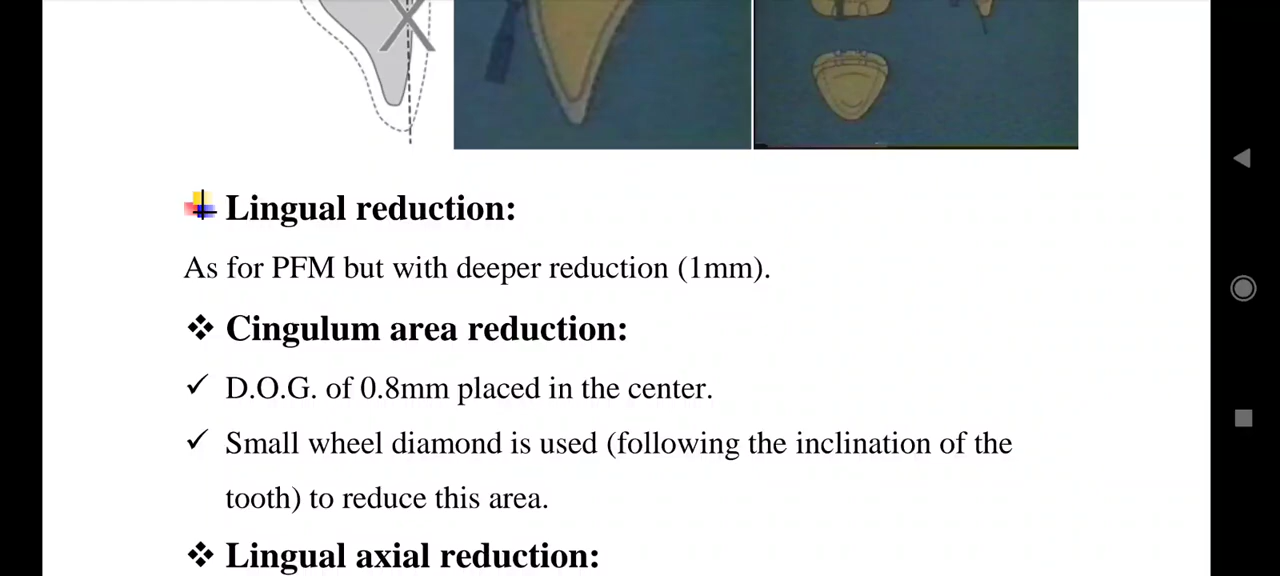 Lingual reduction:
As for PFM but with deeper reduction (1mm).
❖ Cingulum area reduction:
✓ D.O.G. of 0.8mm placed in the center.
✓ Small wheel diamond is used (following the inclination of the
tooth) to reduce this area.
❖ Lingual axial reduction: